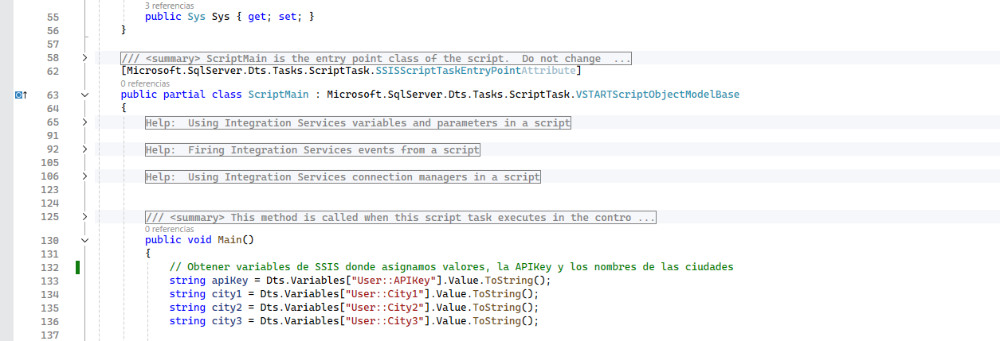 3 referencias
55 public Sys Sys { get; set; }
56 }
57
58 /// <summary> ScriptMain is the entry point class of the script.  Do not change  ...
62 [Microsoft.SqlServer.Dts.Tasks.ScriptTask.SSISScriptTaskEntryPointAttribute]
0 referencias
63 public partial class ScriptMain : Microsoft.SqlServer.Dts.Tasks.ScriptTask.VSTARTScriptObjectModelBase
64 {
65 Help:  Using Integration Services variables and parameters in a script
91
92 Help:  Firing Integration Services events from a script
105
106 Help:  Using Integration Services connection managers in a script
123
124
125 /// <summary> This method is called when this script task executes in the contro ...
0 referencias
130 public void Main()
131 {
132 // Obtener variables de SSIS donde asignamos valores, la APIKey y los nombres de las ciudades
133 string apiKey = Dts.Variables["User::APIKey"].Value.ToString();
134 string city1 = Dts.Variables["User::City1"].Value.ToString();
135 string city2 = Dts.Variables["User::City2"].Value.ToString();
136 string city3 = Dts.Variables["User::City3"].Value.ToString();
137